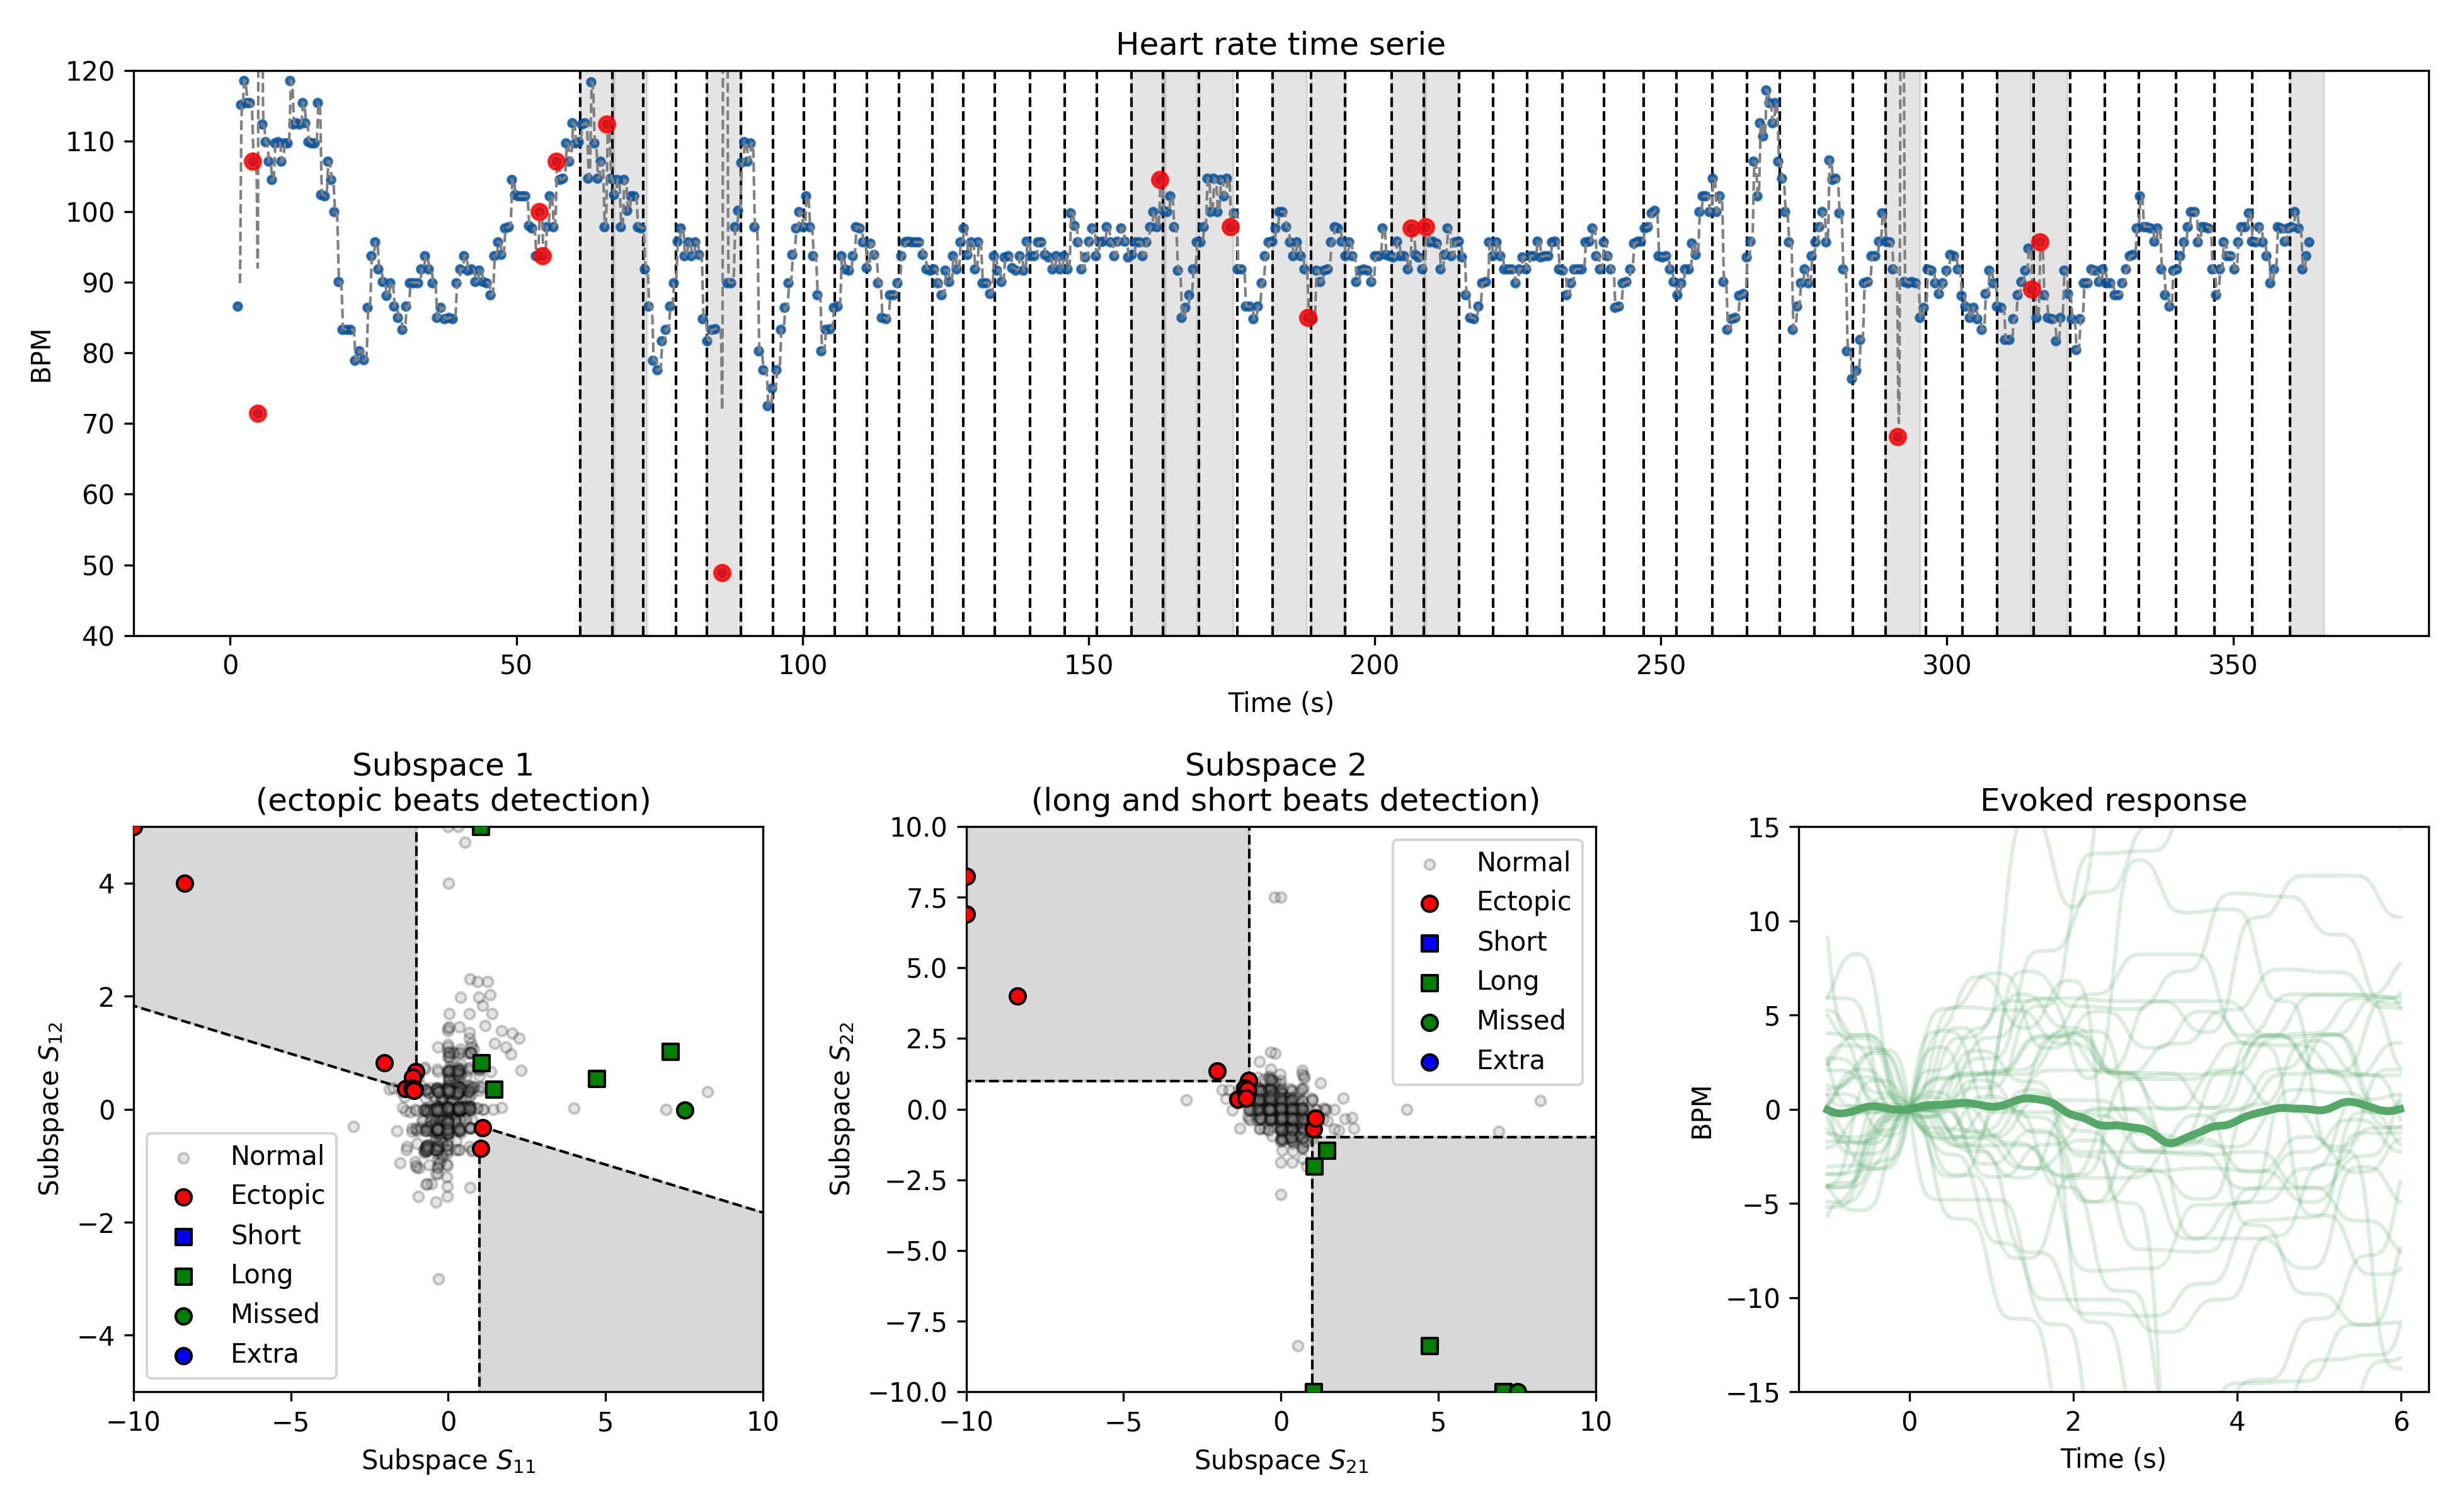 Heart rate time serie
120
110
100
90
80
70
60
50
40
BPM
0 50 100 150 200 250 300 350
Time (s)
Subspace 1
(ectopic beats detection)
4
2
0
−2
−4
Subspace S12
Normal
Ectopic
Short
Long
Missed
Extra
−10 −5 0 5 10
Subspace S11
Subspace 2
(long and short beats detection)
10.0
7.5
5.0
2.5
0.0
−2.5
−5.0
−7.5
−10.0
Subspace S22
Normal
Ectopic
Short
Long
Missed
Extra
−10 −5 0 5 10
Subspace S21
Evoked response
15
10
5
0
−5
−10
−15
BPM
0 2 4 6
Time (s)